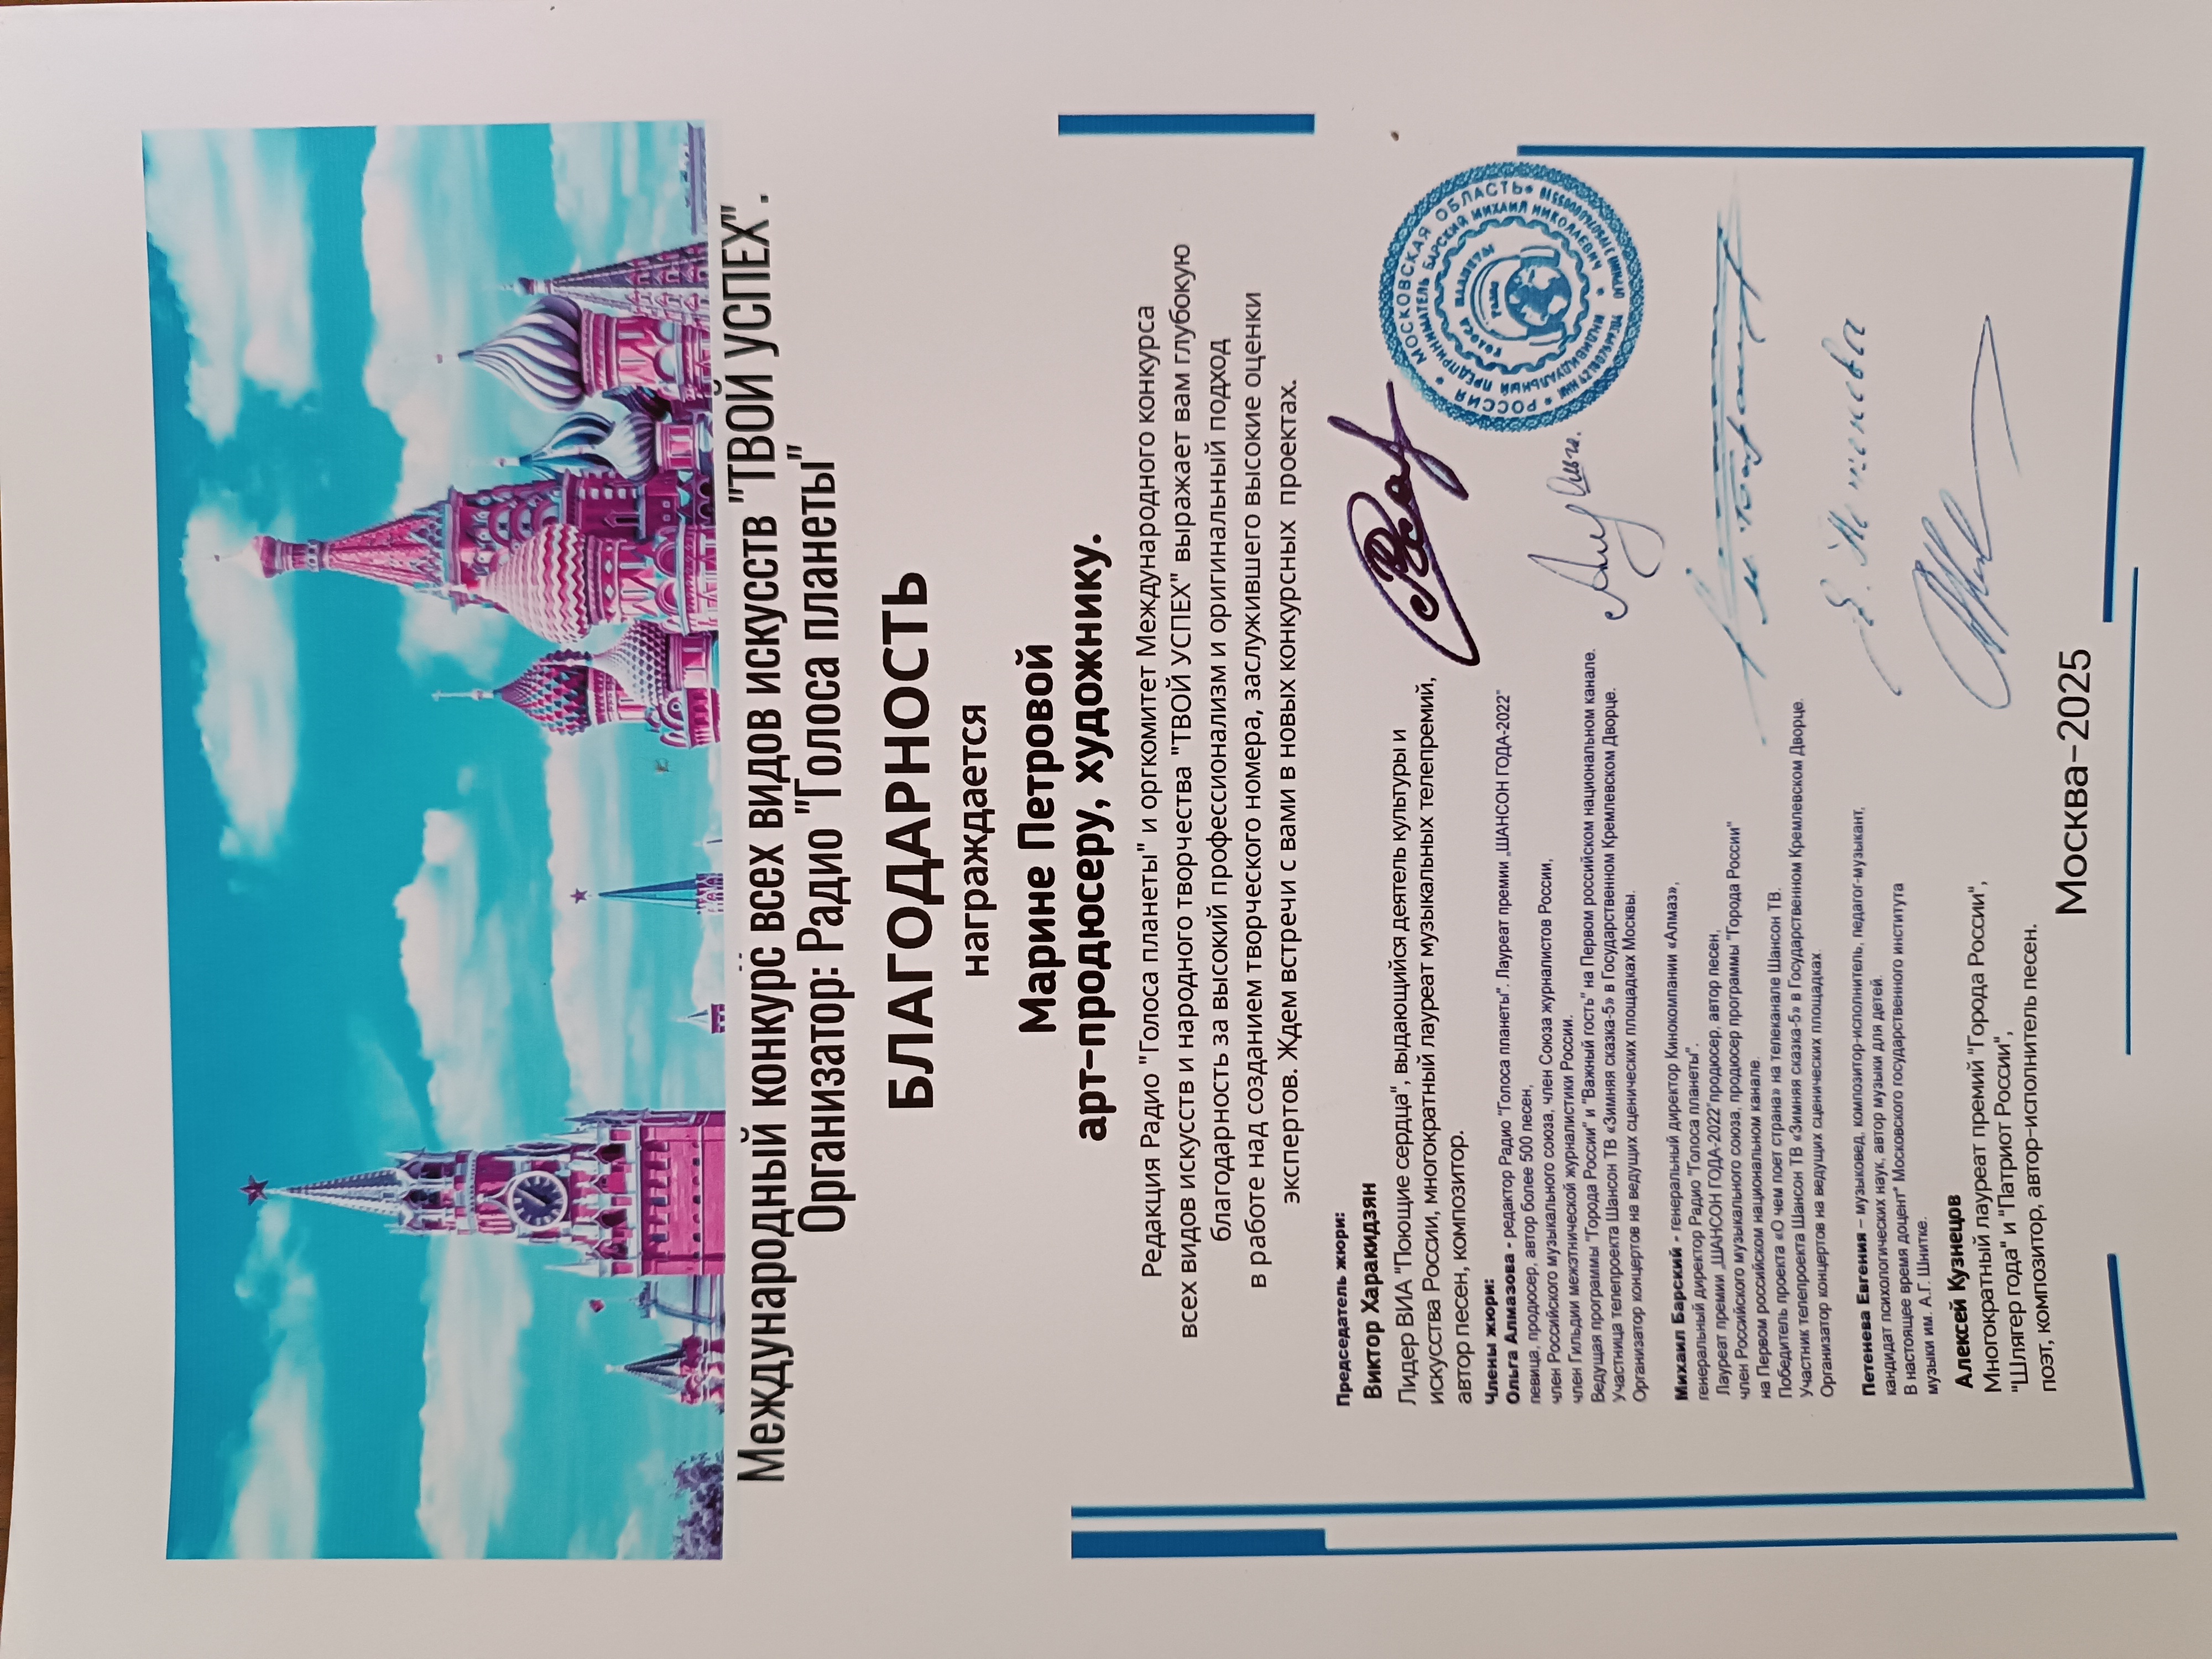 Международный конкурс всех видов искусств "ТВОЙ УСПЕХ".
Организатор: Радио "Голоса планеты"
БЛАГОДАРНОСТЬ
награждается
Марине Петровой
арт-продюсеру, художнику.
Редакция Радио "Голоса планеты" и оргкомитет Международного конкурса
всех видов искусств и народного творчества "ТВОЙ УСПЕХ" выражает вам глубокую
благодарность за высокий профессионализм и оригинальный подход
в работе над созданием творческого номера, заслужившего высокие оценки
экспертов. Ждем встречи с вами в новых конкурсных проектах.
Председатель жюри:
Виктор Харакидзян
Лидер ВИА "Поющие сердца", выдающийся деятель культуры и
искусства России, многократный лауреат музыкальных телепремий,
автор песен, композитор.
Члены жюри:
Ольга Алмазова - редактор Радио "Голоса планеты". Лауреат премии „ШАНСОН ГОДА-2022"
певица, продюсер, автор более 500 песен,
член Российского музыкального союза, член Союза журналистов России,
член Гильдии межэтнической журналистики России.
Ведущая программы "Города России" и "Важный гость" на Первом российском национальном канале.
Участница телепроекта Шансон ТВ «Зимняя сказка-5» в Государственном Кремлевском Дворце.
Организатор концертов на ведущих сценических площадках Москвы.
Михаил Барский - генеральный директор Кинокомпании «Алмаз»,
генеральный директор Радио "Голоса планеты".
Лауреат премии „ШАНСОН ГОДА-2022"продюсер, автор песен,
член Российского музыкального союза, продюсер программы "Города России"
на Первом российском национальном канале.
Победитель проекта «О чем поет страна» на телеканале Шансон ТВ.
Участник телепроекта Шансон ТВ «Зимняя сказка-5» в Государственном Кремлевском Дворце.
Организатор концертов на ведущих сценических площадках.
Петенева Евгения – музыковед, композитор-исполнитель, педагог-музыкант,
кандидат психологических наук, автор музыки для детей.
В настоящее время доцент" Московского государственного института
музыки им. А.Г. Шнитке.
Алексей Кузнецов
Многократный лауреат премий "Города России",
"Шлягер года" и "Патриот России",
поэт, композитор, автор-исполнитель песен.
Москва-2025
РОССИЯ * МОСКОВСКАЯ ОБЛАСТЬ
ИНДИВИДУАЛЬНЫЙ ПРЕДПРИНИМАТЕЛЬ БАРСКИЙ МИХАИЛ НИКОЛАЕВИЧ
ГОЛОСА ПЛАНЕТЫ
РАДИО